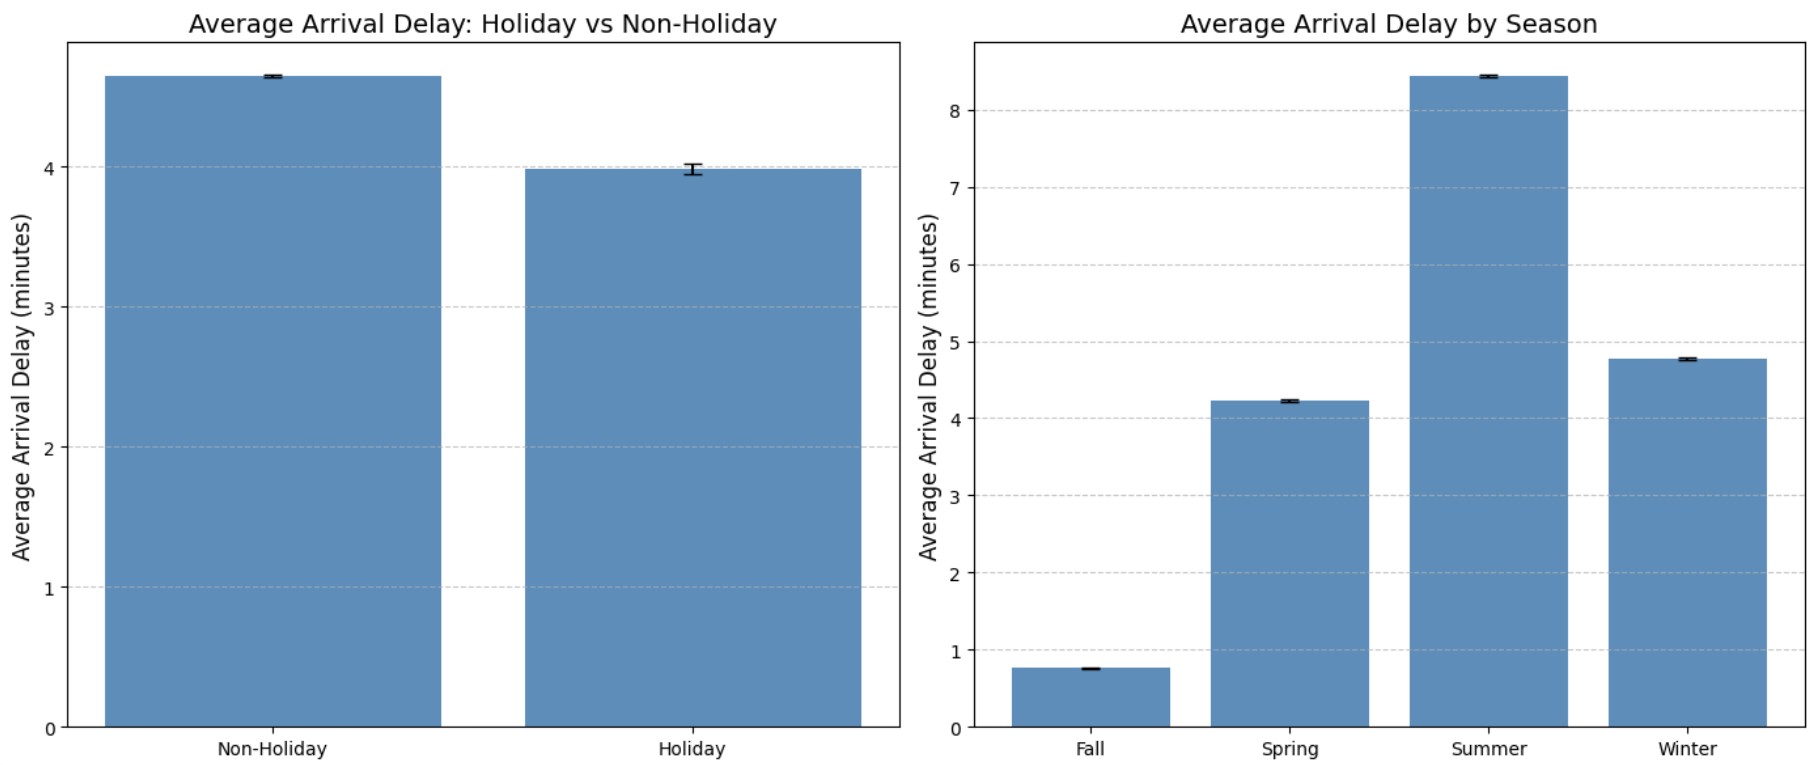 Average Arrival Delay: Holiday vs Non-Holiday
Average Arrival Delay (minutes)
4
3
2
1
0
Non-Holiday Holiday
Average Arrival Delay by Season
Average Arrival Delay (minutes)
8
7
6
5
4
3
2
1
0
Fall Spring Summer Winter